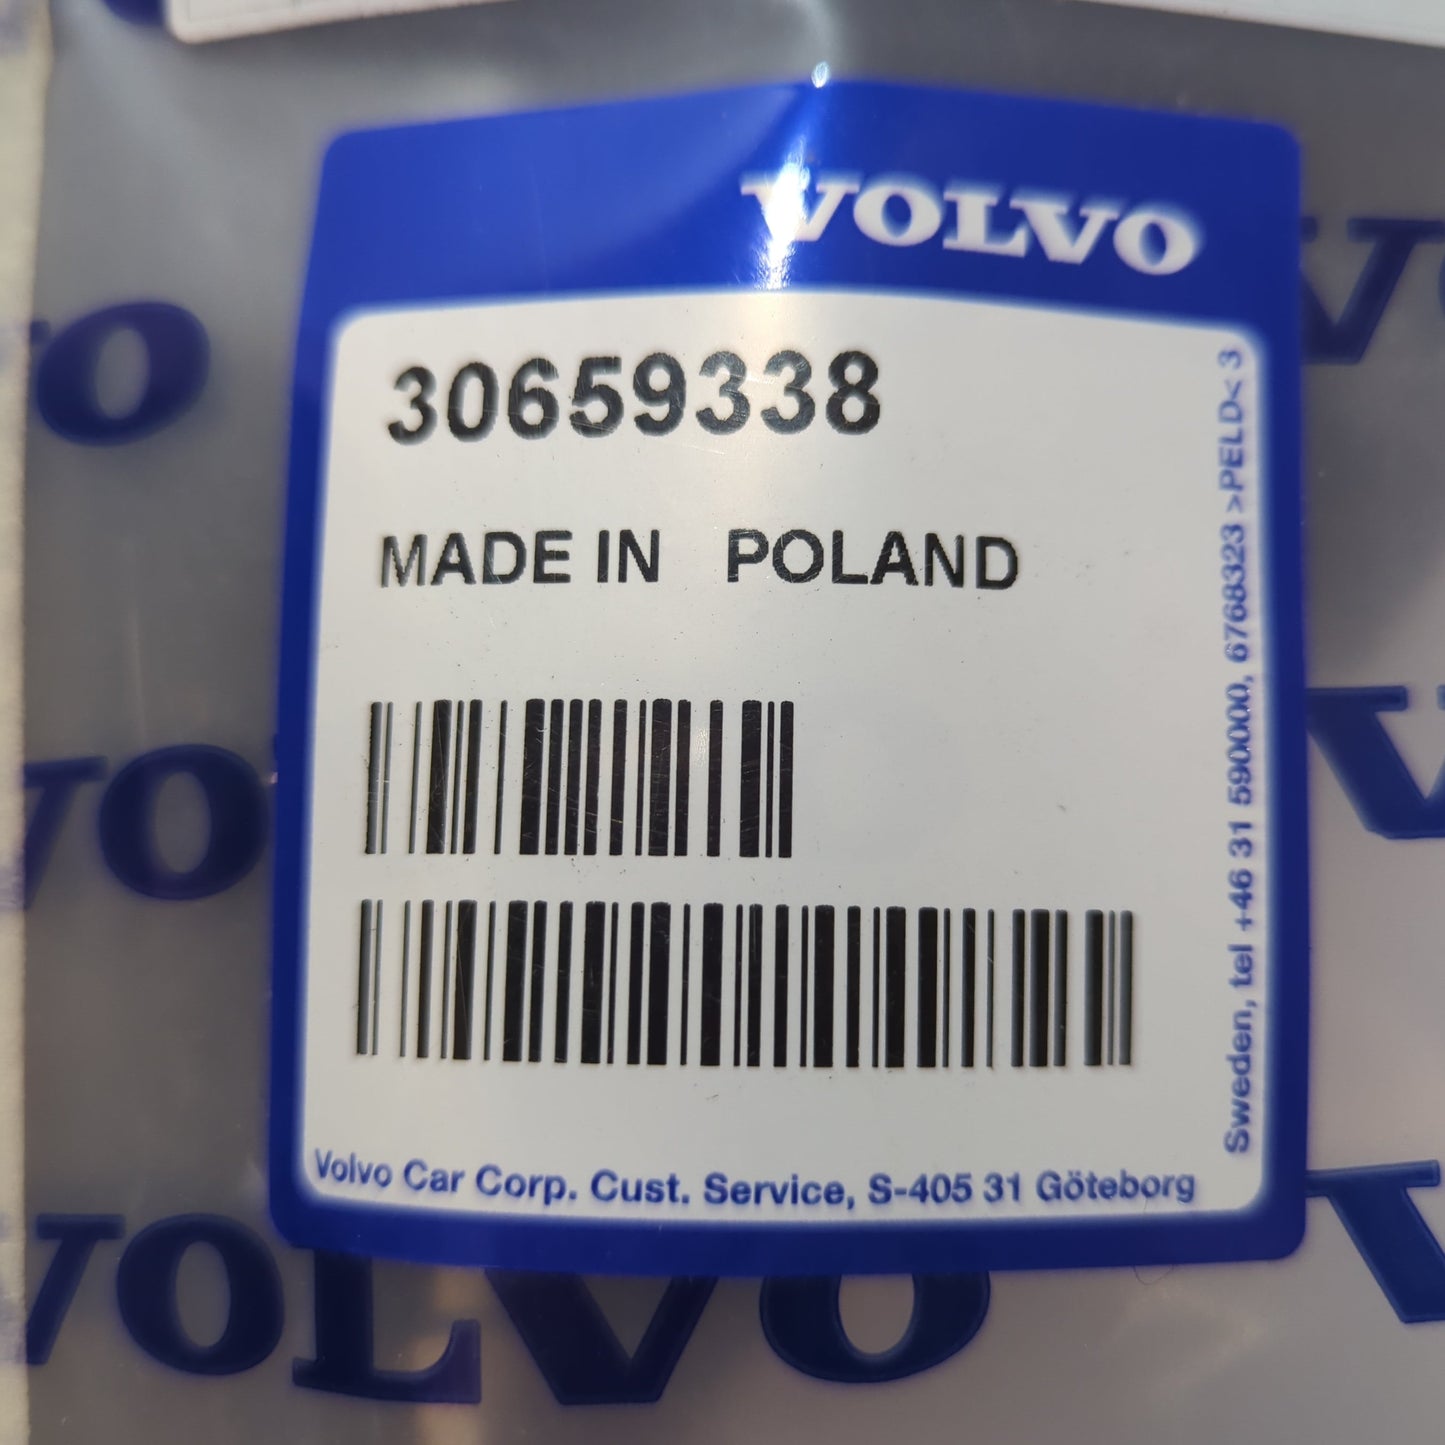 VOLVO
30659338
MADE IN POLAND
Volvo Car Corp. Cust. Service, S-405 31 Göteborg
Sweden, tel +46 31 590000, 6768323 >PELD< 3
VOLVO